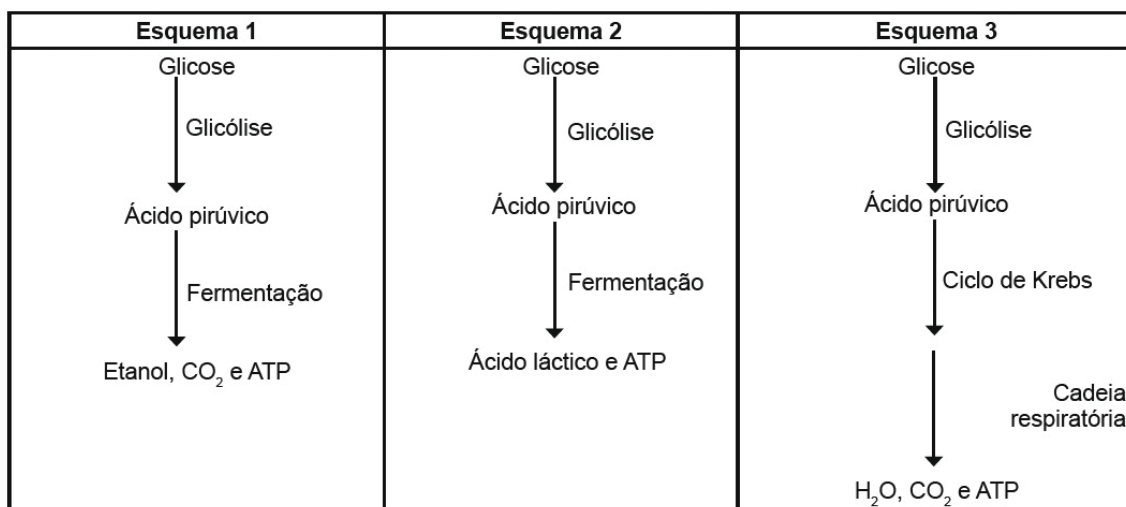 Esquema 1
Glicose
Glicólise
Ácido pirúvico
Fermentação
Etanol, CO₂ e ATP
Esquema 2
Glicose
Glicólise
Ácido pirúvico
Fermentação
Ácido láctico e ATP
Esquema 3
Glicose
Glicólise
Ácido pirúvico
Ciclo de Krebs
Cadeia
respiratória
H₂O, CO₂ e ATP